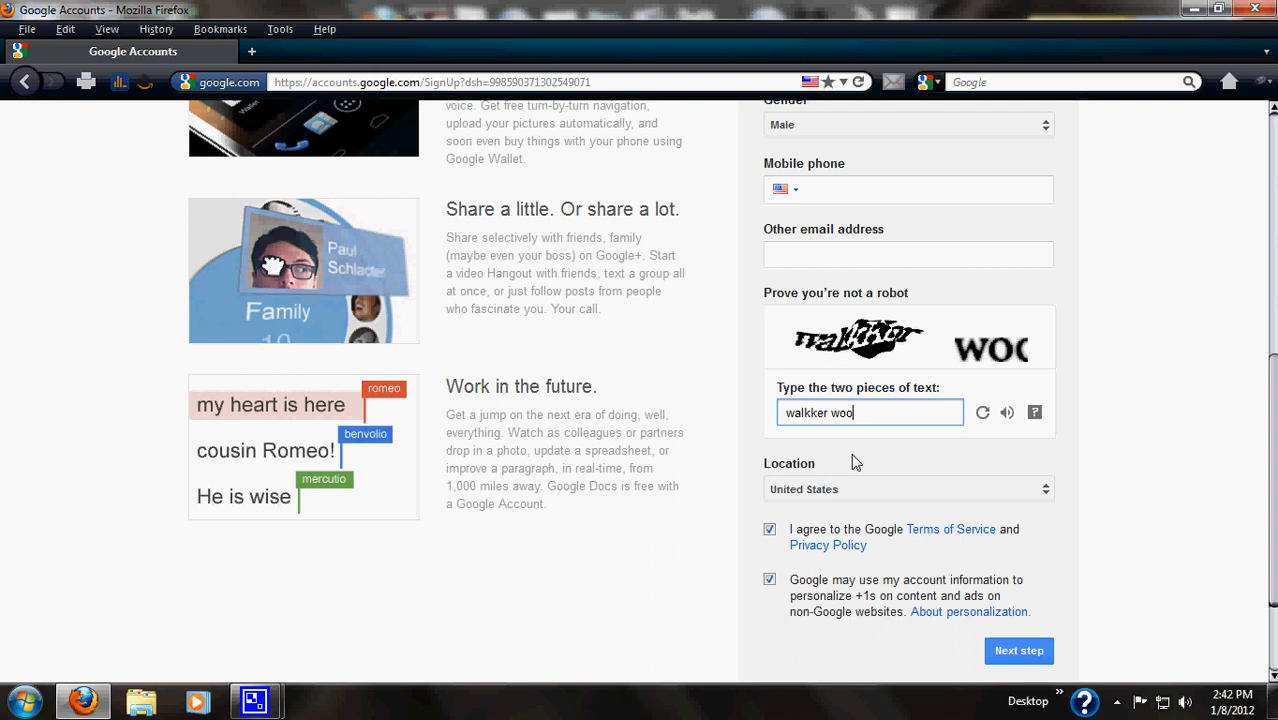 Google Accounts - Mozilla Firefox
File Edit View History Bookmarks Tools Help
Google Accounts +
google.com https://accounts.google.com/SignUp?dsh=998590371302549071 Google
voice. Get free turn-by-turn navigation,
upload your pictures automatically, and
soon even buy things with your phone using
Google Wallet.
Share a little. Or share a lot.
Share selectively with friends, family
(maybe even your boss) on Google+. Start
a video Hangout with friends, text a group all
at once, or just follow posts from people
who fascinate you. Your call.
Paul
Family
10
Work in the future.
Get a jump on the next era of doing, well,
everything. Watch as colleagues or partners
drop in a photo, update a spreadsheet, or
improve a paragraph, in real-time, from
1,000 miles away. Google Docs is free with
a Google Account.
romeo
my heart is here
benvolio
cousin Romeo!
mercutio
He is wise
Gender
Male
Mobile phone
Other email address
Prove you're not a robot
Type the two pieces of text:
walkker woo
Location
United States
I agree to the Google Terms of Service and
Privacy Policy
Google may use my account information to
personalize +1s on content and ads on
non-Google websites. About personalization.
Next step
Desktop
2:42 PM
1/8/2012